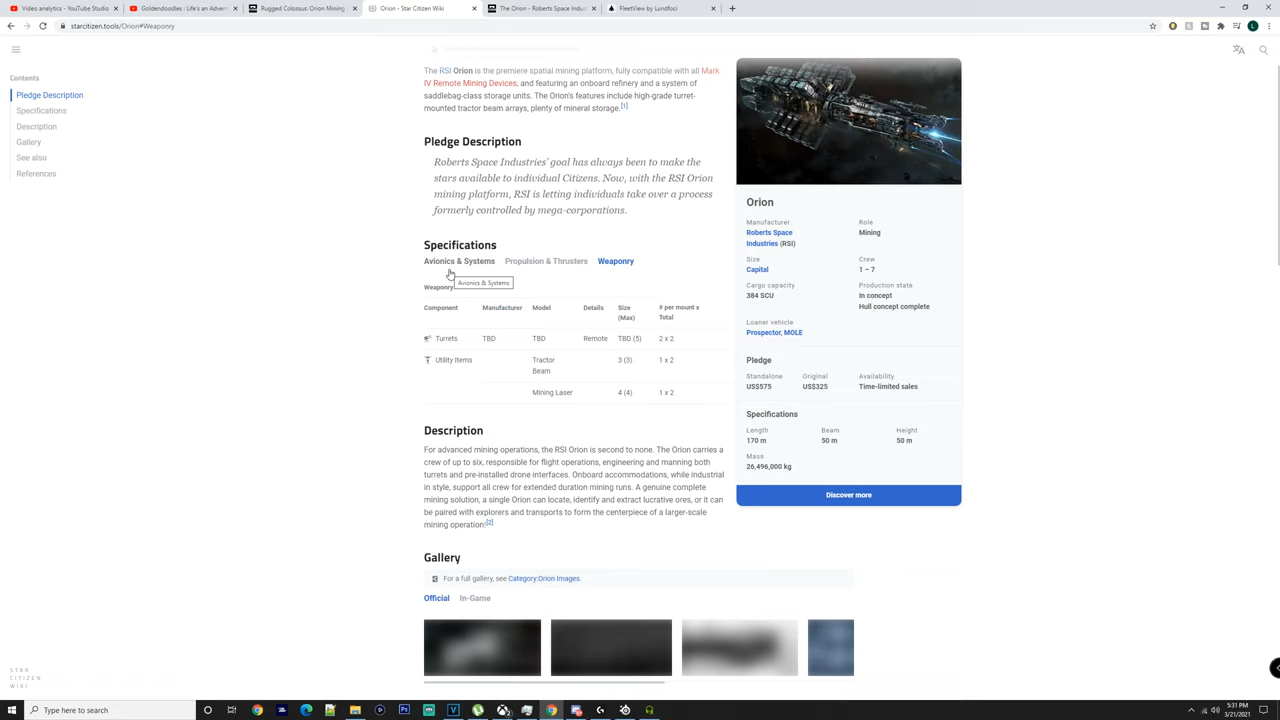 Video analytics - YouTube Studio
Goldendoodles : Life's an Adven
Rugged Colossus: Orion Mining
Orion - Star Citizen Wiki
The Orion - Roberts Space Indus
FleetView by Lundfoci
starcitizen.tools/Orion#Weaponry
Contents
Pledge Description
Specifications
Description
Gallery
See also
References
The RSI Orion is the premiere spatial mining platform, fully compatible with all Mark
IV Remote Mining Devices, and featuring an onboard refinery and a system of
saddlebag-class storage units. The Orion's features include high-grade turret-
mounted tractor beam arrays, plenty of mineral storage.[1]
Pledge Description
Roberts Space Industries' goal has always been to make the
stars available to individual Citizens. Now, with the RSI Orion
mining platform, RSI is letting individuals take over a process
formerly controlled by mega-corporations.
Specifications
Avionics & Systems Propulsion & Thrusters Weaponry
Avionics & Systems
Weaponry
Component Manufacturer Model Details Size (Max) # per mount x Total
Turrets TBD TBD Remote TBD (5) 2 x 2
Utility Items Tractor Beam 3 (3) 1 x 2
Mining Laser 4 (4) 1 x 2
Description
For advanced mining operations, the RSI Orion is second to none. The Orion carries a
crew of up to six, responsible for flight operations, engineering and manning both
turrets and pre-installed drone interfaces. Onboard accommodations, while industrial
in style, support all crew for extended duration mining runs. A genuine complete
mining solution, a single Orion can locate, identify and extract lucrative ores, or it can
be paired with explorers and transports to form the centerpiece of a larger-scale
mining operation.[2]
Gallery
For a full gallery, see Category:Orion Images.
Official In-Game
Orion
Manufacturer Role
Roberts Space Industries (RSI) Mining
Size Crew
Capital 1 – 7
Cargo capacity Production state
384 SCU In concept
Hull concept complete
Loaner vehicle
Prospector, MOLE
Pledge
Standalone Original Availability
US$575 US$325 Time-limited sales
Specifications
Length Beam Height
170 m 50 m 50 m
Mass
26,496,000 kg
Discover more
STAR
CITIZEN
WIKI
Type here to search
5:31 PM
3/21/2021